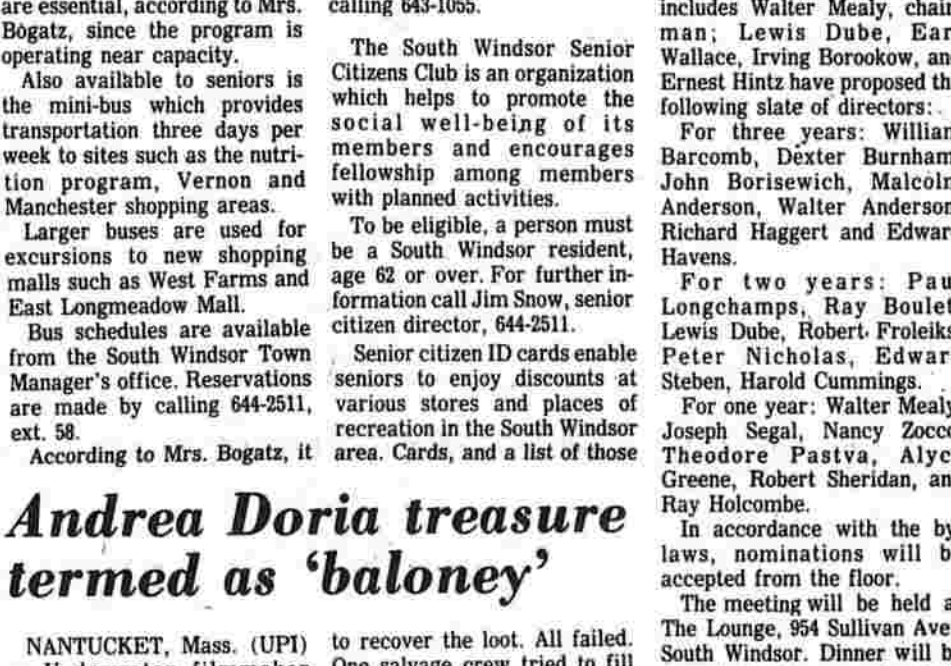 are essential, according to Mrs.
Bogatz, since the program is
operating near capacity.
Also available to seniors is
the mini-bus which provides
transportation three days per
week to sites such as the nutri-
tion program, Vernon and
Manchester shopping areas.
Larger buses are used for
excursions to new shopping
malls such as West Farms and
East Longmeadow Mall.
Bus schedules are available
from the South Windsor Town
Manager's office. Reservations
are made by calling 644-2511,
ext. 58.
According to Mrs. Bogatz, it
calling 643-1055.
The South Windsor Senior
Citizens Club is an organization
which helps to promote the
social well-being of its
members and encourages
fellowship among members
with planned activities.
To be eligible, a person must
be a South Windsor resident,
age 62 or over. For further in-
formation call Jim Snow, senior
citizen director, 644-2511.
Senior citizen ID cards enable
seniors to enjoy discounts at
various stores and places of
recreation in the South Windsor
area. Cards, and a list of those
includes Walter Mealy, chair
man; Lewis Dube, Ear
Wallace, Irving Borookow, an
Ernest Hintz have proposed th
following slate of directors:
For three years: Willian
Barcomb, Dexter Burnham
John Borisewich, Malcoln
Anderson, Walter Anderson
Richard Haggert and Edwar
Havens.
For two years: Pau
Longchamps, Ray Boulet
Lewis Dube, Robert Froleiks
Peter Nicholas, Edwar
Steben, Harold Cummings.
For one year: Walter Mealy
Joseph Segal, Nancy Zocco
Theodore Pastva, Alyc
Greene, Robert Sheridan, an
Ray Holcombe.
In accordance with the by
laws, nominations will b
accepted from the floor.
The meeting will be held a
The Lounge, 954 Sullivan Ave
South Windsor. Dinner will b
Andrea Doria treasure
termed as 'baloney'
NANTUCKET, Mass. (UPI)
to recover the loot. All failed.
One salvage crew tried to fill